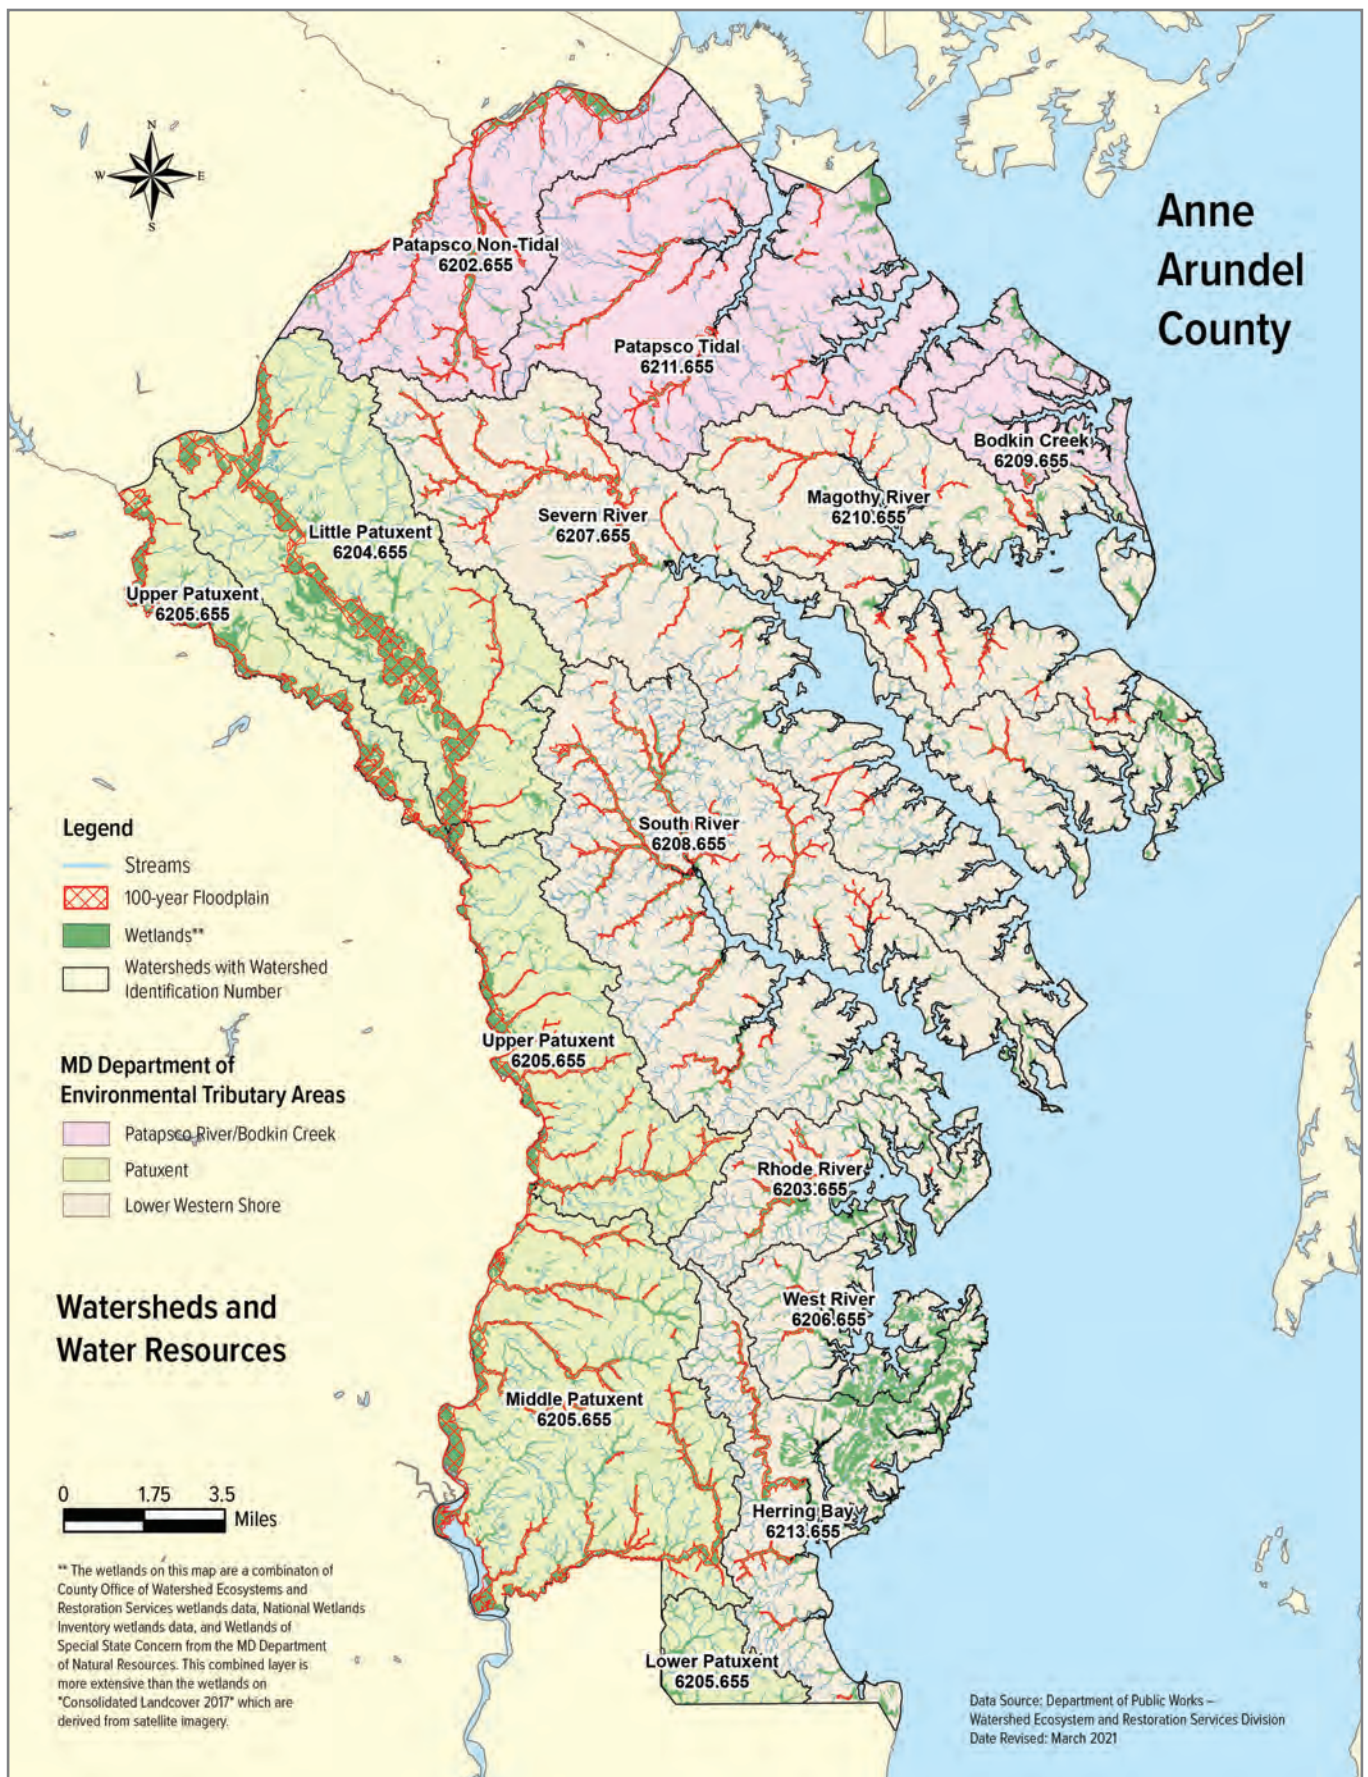 N
W
E
S
Anne
Arundel
County
Patapsco Non-Tidal
6202.655
Patapsco Tidal
6211.655
Bodkin Creek
6209.655
Magothy River
6210.655
Severn River
6207.655
Little Patuxent
6204.655
Upper Patuxent
6205.655
South River
6208.655
Legend
Streams
100-year Floodplain
Wetlands**
Watersheds with Watershed
Identification Number
Upper Patuxent
6205.655
MD Department of
Environmental Tributary Areas
Patapsco River/Bodkin Creek
Patuxent
Lower Western Shore
Rhode River
6203.655
West River
6206.655
Watersheds and
Water Resources
Middle Patuxent
6205.655
0 1.75 3.5
Miles
Herring Bay
6213.655
** The wetlands on this map are a combinaton of
County Office of Watershed Ecosystems and
Restoration Services wetlands data, National Wetlands
Inventory wetlands data, and Wetlands of
Special State Concern from the MD Department
of Natural Resources. This combined layer is
more extensive than the wetlands on
"Consolidated Landcover 2017" which are
derived from satellite imagery.
Lower Patuxent
6205.655
Data Source: Department of Public Works –
Watershed Ecosystem and Restoration Services Division
Date Revised: March 2021